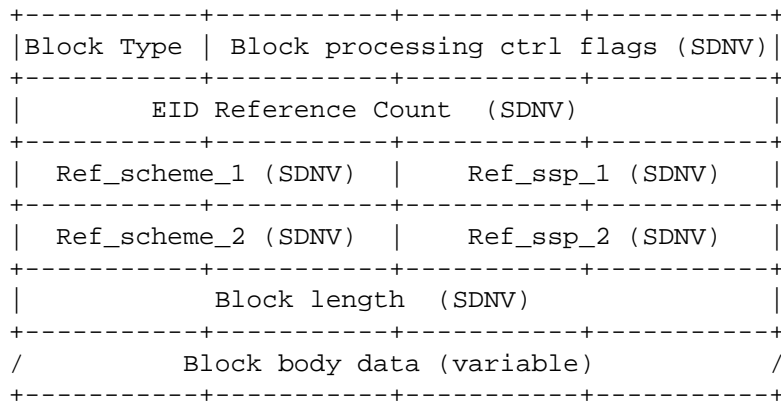 Block Type | Block processing ctrl flags (SDNV)
EID Reference Count (SDNV)
Ref_scheme_1 (SDNV) | Ref_ssp_1 (SDNV)
Ref_scheme_2 (SDNV) | Ref_ssp_2 (SDNV)
Block length (SDNV)
Block body data (variable)